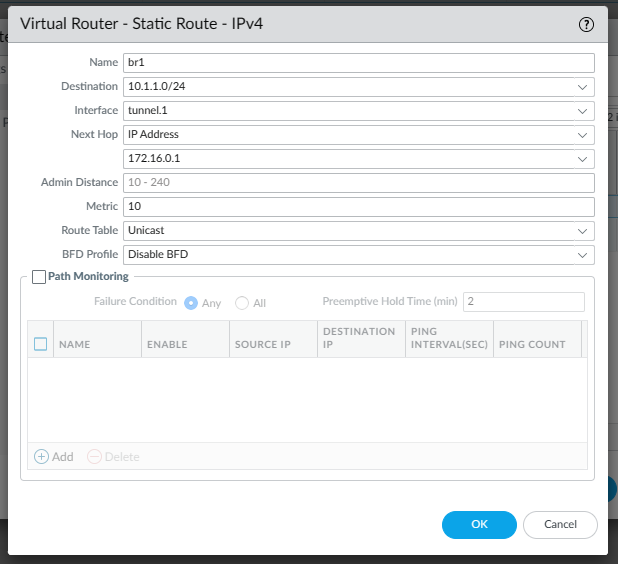 Virtual Router - Static Route - IPv4
Name br1
Destination 10.1.1.0/24
Interface tunnel.1
Next Hop IP Address
172.16.0.1
Admin Distance 10 - 240
Metric 10
Route Table Unicast
BFD Profile Disable BFD
Path Monitoring
Failure Condition Any All Preemptive Hold Time (min) 2
NAME ENABLE SOURCE IP DESTINATION IP PING INTERVAL(SEC) PING COUNT
Add Delete
OK Cancel